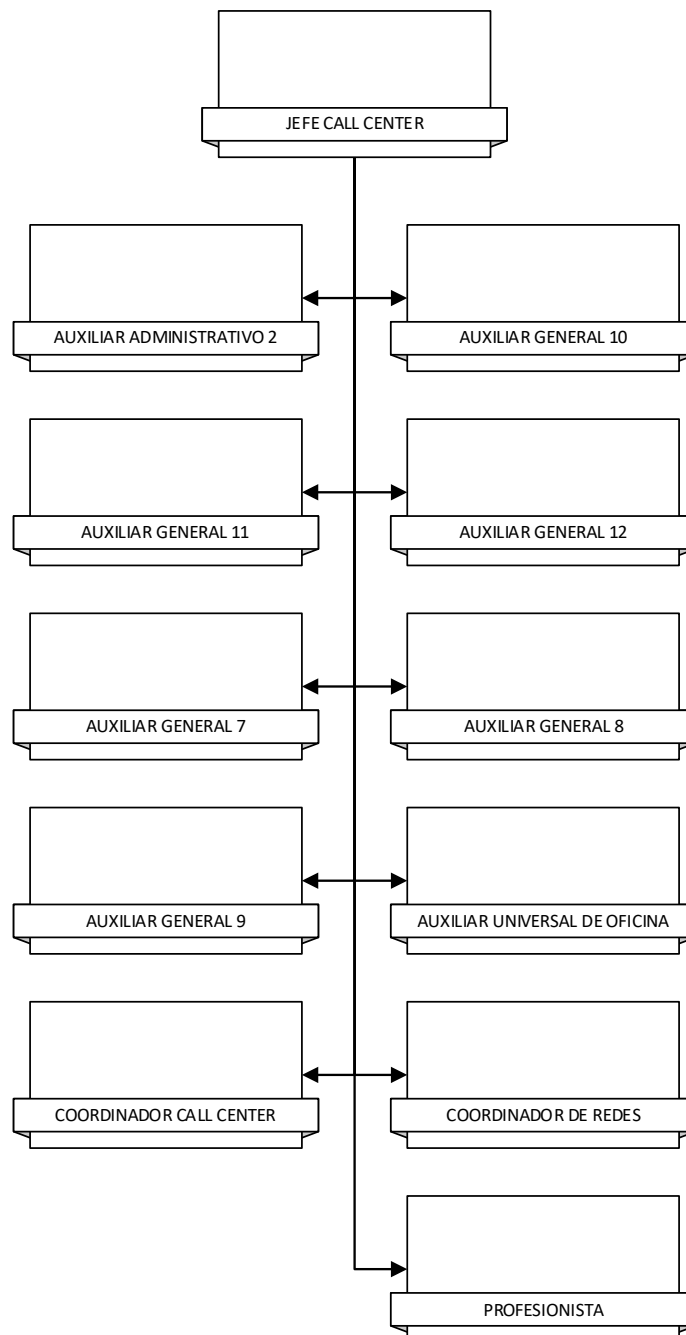 JEFE CALL CENTER
AUXILIAR ADMINISTRATIVO 2
AUXILIAR GENERAL 10
AUXILIAR GENERAL 11
AUXILIAR GENERAL 12
AUXILIAR GENERAL 7
AUXILIAR GENERAL 8
AUXILIAR GENERAL 9
AUXILIAR UNIVERSAL DE OFICINA
COORDINADOR CALL CENTER
COORDINADOR DE REDES
PROFESIONISTA